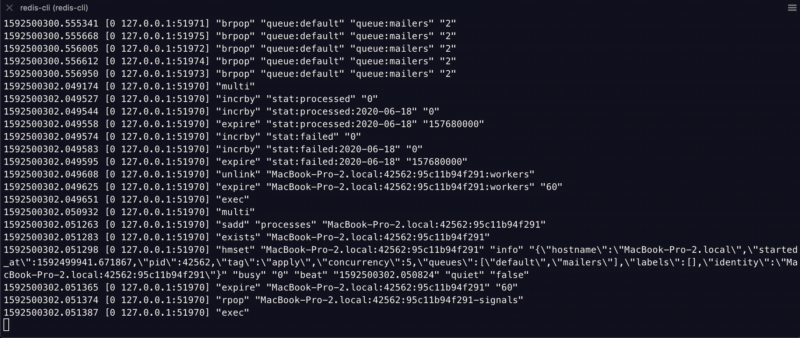 redis-cli (redis-cli)
1592500300.555341 [0 127.0.0.1:51971] "brpop" "queue:default" "queue:mailers" "2"
1592500300.555668 [0 127.0.0.1:51975] "brpop" "queue:default" "queue:mailers" "2"
1592500300.556005 [0 127.0.0.1:51972] "brpop" "queue:default" "queue:mailers" "2"
1592500300.556612 [0 127.0.0.1:51974] "brpop" "queue:default" "queue:mailers" "2"
1592500300.556950 [0 127.0.0.1:51973] "brpop" "queue:default" "queue:mailers" "2"
1592500302.049174 [0 127.0.0.1:51970] "multi"
1592500302.049527 [0 127.0.0.1:51970] "incrby" "stat:processed" "0"
1592500302.049544 [0 127.0.0.1:51970] "incrby" "stat:processed:2020-06-18" "0"
1592500302.049558 [0 127.0.0.1:51970] "expire" "stat:processed:2020-06-18" "157680000"
1592500302.049574 [0 127.0.0.1:51970] "incrby" "stat:failed" "0"
1592500302.049583 [0 127.0.0.1:51970] "incrby" "stat:failed:2020-06-18" "0"
1592500302.049595 [0 127.0.0.1:51970] "expire" "stat:failed:2020-06-18" "157680000"
1592500302.049608 [0 127.0.0.1:51970] "unlink" "MacBook-Pro-2.local:42562:95c11b94f291:workers"
1592500302.049625 [0 127.0.0.1:51970] "expire" "MacBook-Pro-2.local:42562:95c11b94f291:workers" "60"
1592500302.049651 [0 127.0.0.1:51970] "exec"
1592500302.050932 [0 127.0.0.1:51970] "multi"
1592500302.051263 [0 127.0.0.1:51970] "sadd" "processes" "MacBook-Pro-2.local:42562:95c11b94f291"
1592500302.051283 [0 127.0.0.1:51970] "exists" "MacBook-Pro-2.local:42562:95c11b94f291"
1592500302.051298 [0 127.0.0.1:51970] "hmset" "MacBook-Pro-2.local:42562:95c11b94f291" "info" "{\"hostname\":\"MacBook-Pro-2.local\",\"started
_at\":1592499941.671867,\"pid\":42562,\"tag\":\"apply\",\"concurrency\":5,\"queues\":[\"default\",\"mailers\"],\"labels\":[],\"identity\":\"Ma
cBook-Pro-2.local:42562:95c11b94f291\"}" "busy" "0" "beat" "1592500302.050824" "quiet" "false"
1592500302.051365 [0 127.0.0.1:51970] "expire" "MacBook-Pro-2.local:42562:95c11b94f291" "60"
1592500302.051374 [0 127.0.0.1:51970] "rpop" "MacBook-Pro-2.local:42562:95c11b94f291-signals"
1592500302.051387 [0 127.0.0.1:51970] "exec"